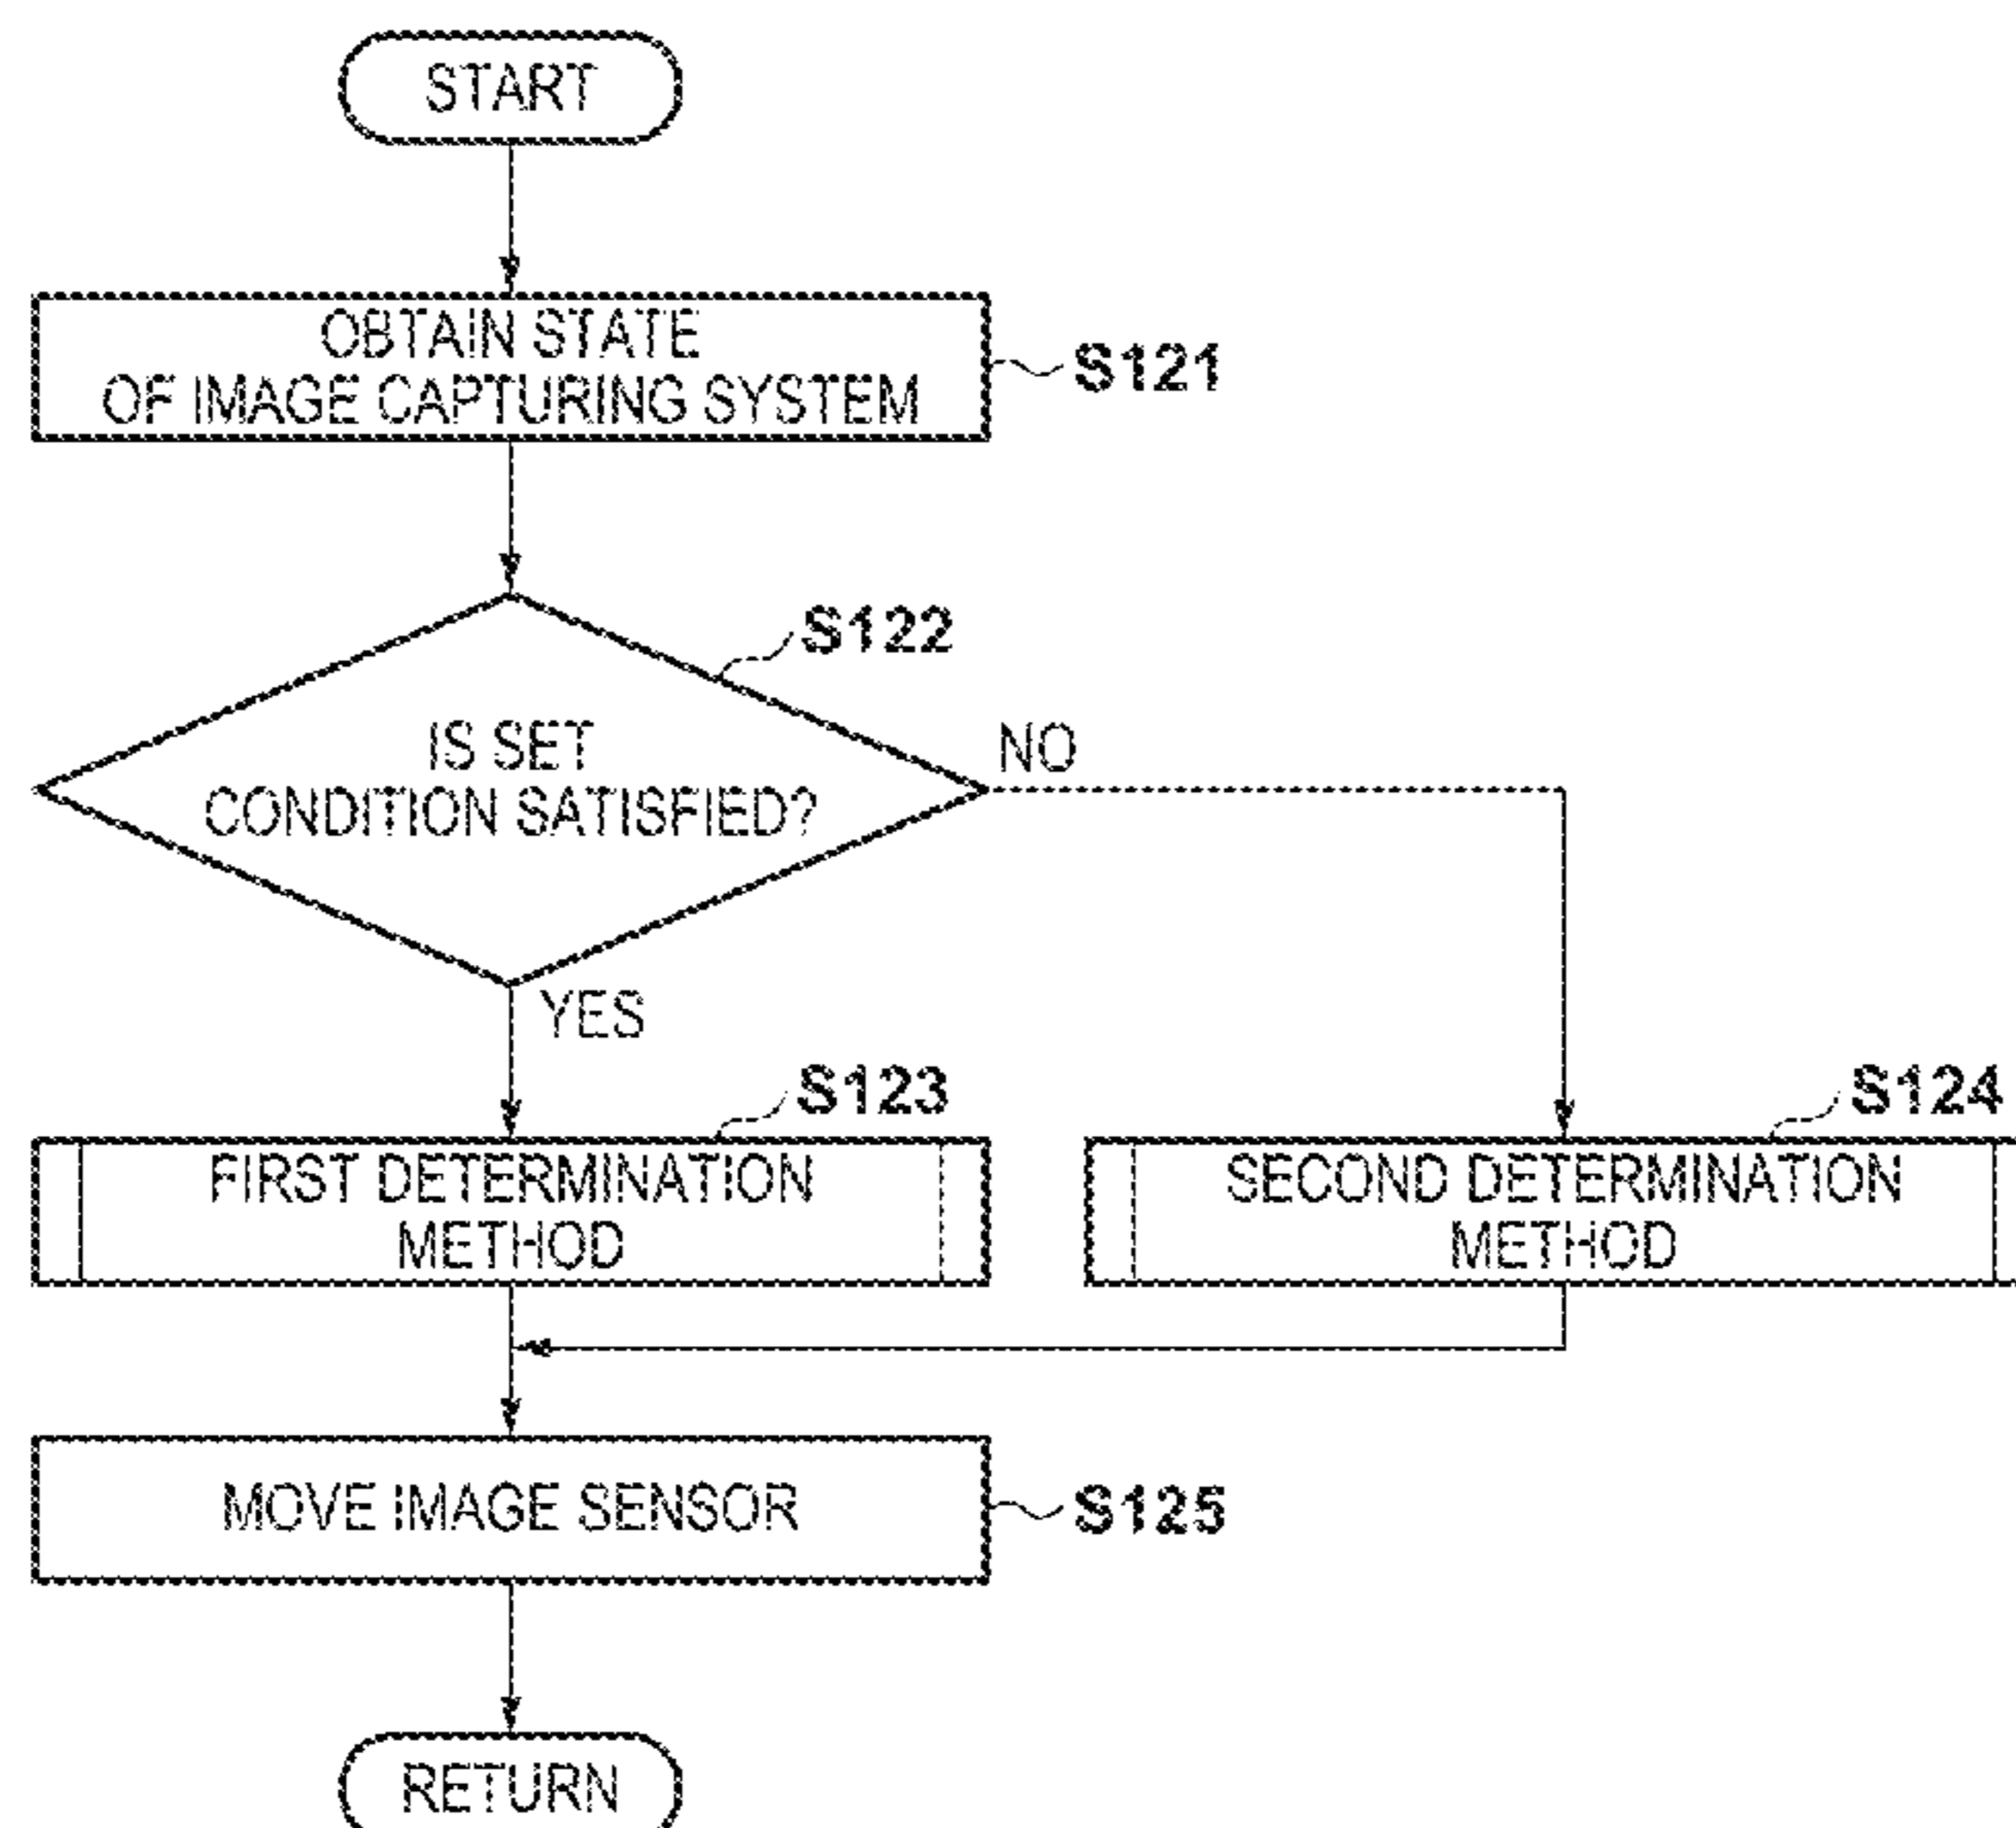 START
OBTAIN STATE
OF IMAGE CAPTURING SYSTEM
S121
S122
IS SET
CONDITION SATISFIED?
NO
YES
S123
FIRST DETERMINATION
METHOD
S124
SECOND DETERMINATION
METHOD
MOVE IMAGE SENSOR
S125
RETURN